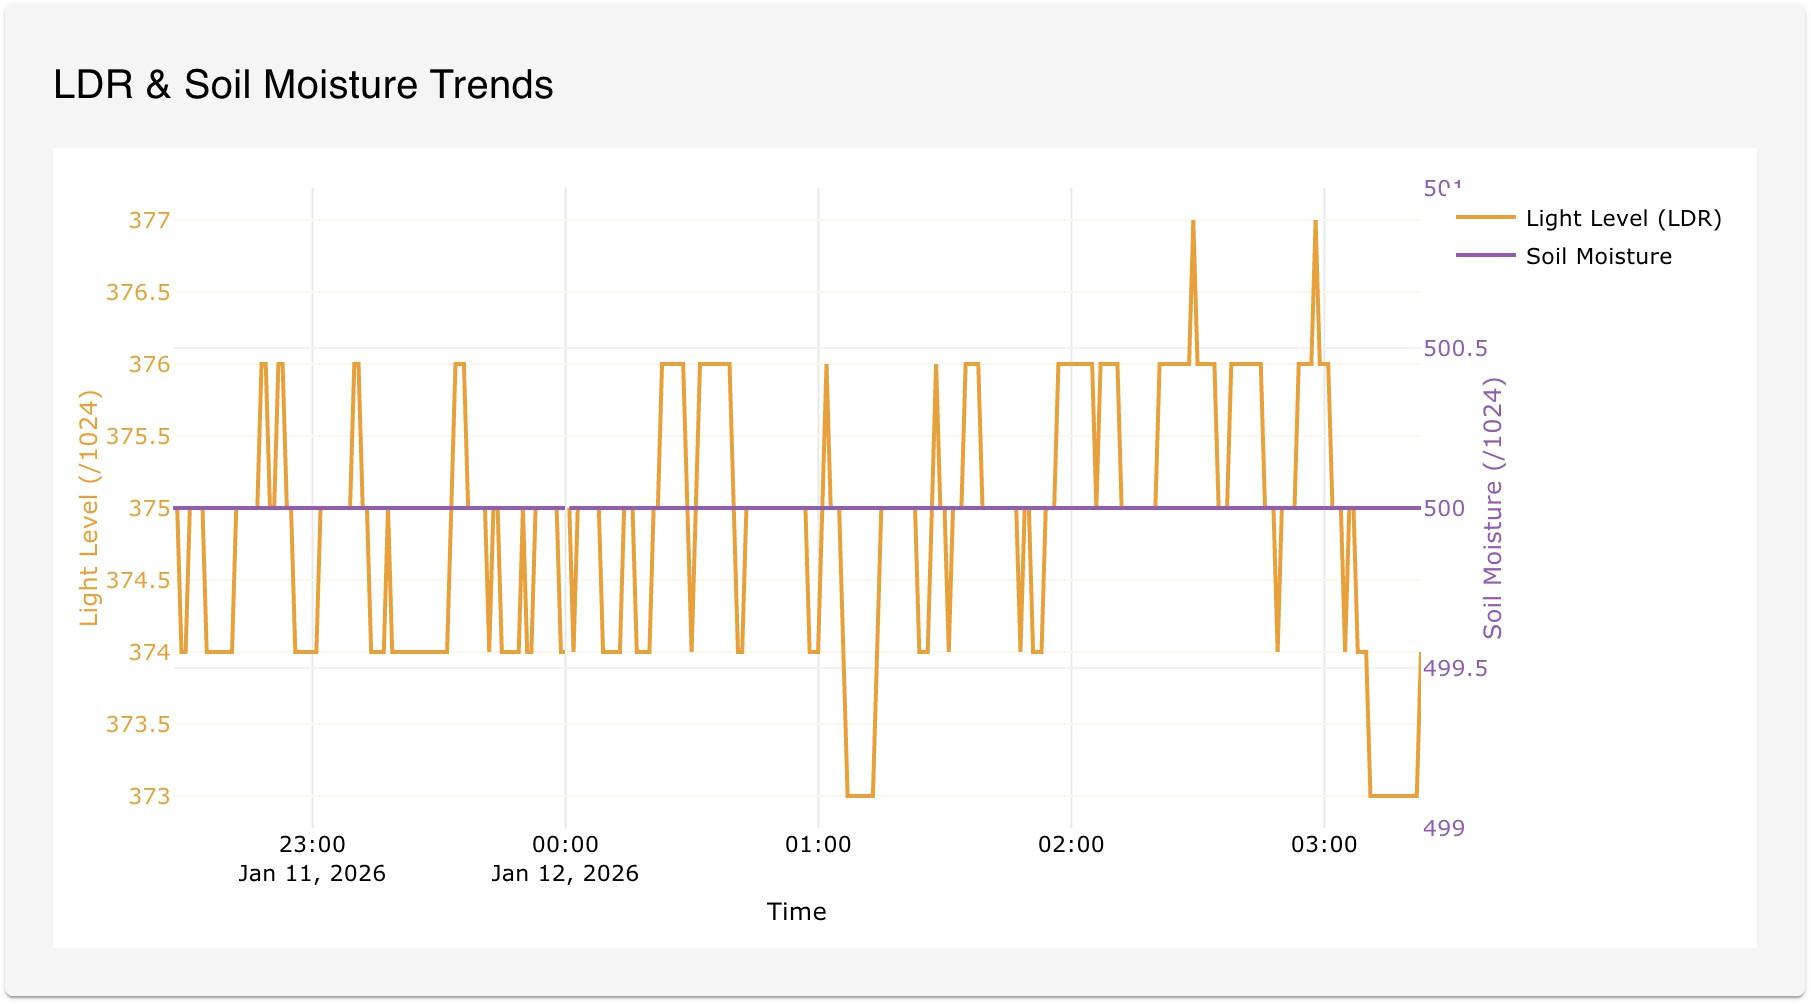 LDR & Soil Moisture Trends
Light Level (LDR)
Soil Moisture
377
376.5
376
375.5
375
374.5
374
373.5
373
Light Level (/1024)
500.5
500
499.5
499
Soil Moisture (/1024)
23:00
Jan 11, 2026
00:00
Jan 12, 2026
01:00
02:00
03:00
Time